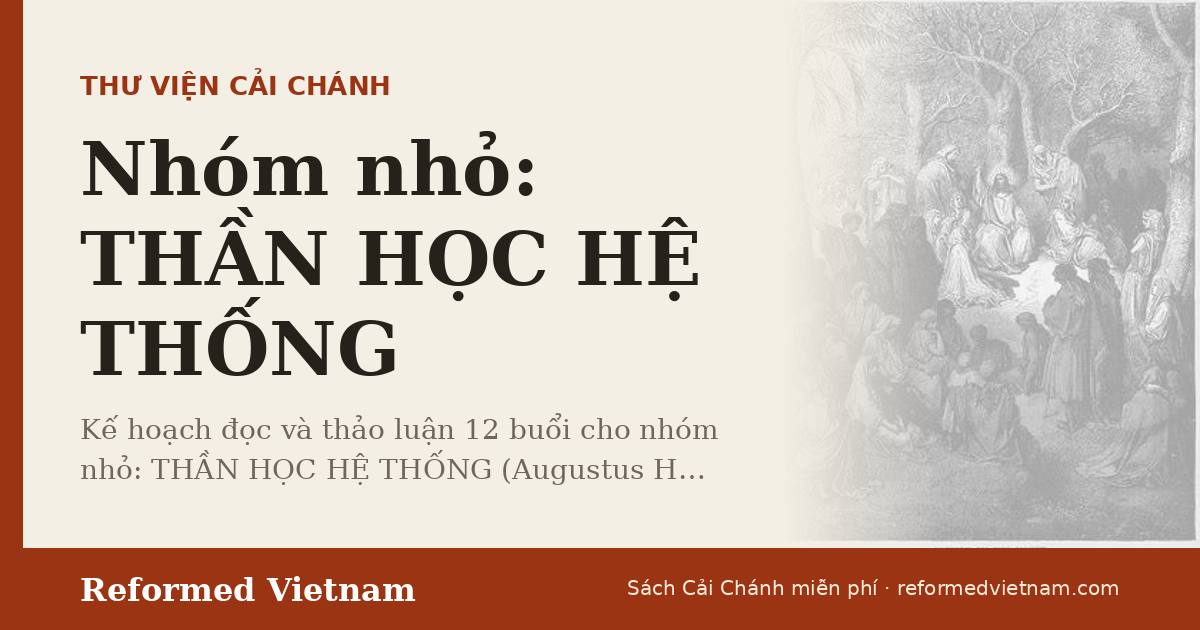 THƯ VIỆN CẢI CHÁNH
Nhóm nhỏ:
THẦN HỌC HỆ
THỐNG
Kế hoạch đọc và thảo luận 12 buổi cho nhóm
nhỏ: THẦN HỌC HỆ THỐNG (Augustus H...
Reformed Vietnam
Sách Cải Chánh miễn phí · reformedvietnam.com